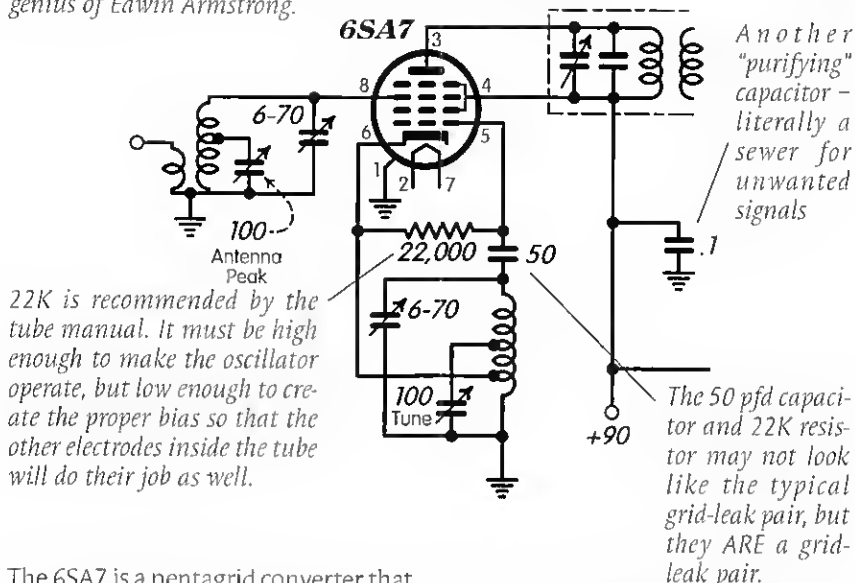 genius of Edwin Armstrong.
6SA7
3
8
4
6-70
6
5
1
2
7
100
Antenna
Peak
22,000
50
6-70
100
Tune
.1
+90
Another
"purifying"
capacitor –
literally a
sewer for
unwanted
signals
22K is recommended by the
tube manual. It must be high
enough to make the oscillator
operate, but low enough to cre-
ate the proper bias so that the
other electrodes inside the tube
will do their job as well.
The 50 pfd capaci-
tor and 22K resis-
tor may not look
like the typical
grid-leak pair, but
they ARE a grid-
leak pair.
The 6SA7 is a pentagrid converter that